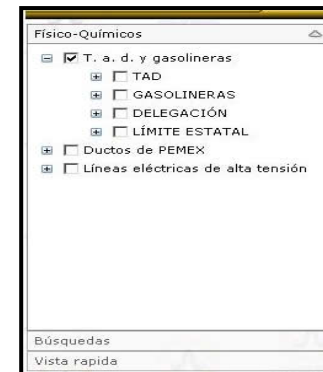 Físico-Químicos
T. a. d. y gasolineras
TAD
GASOLINERAS
DELEGACIÓN
LÍMITE ESTATAL
Ductos de PEMEX
Líneas eléctricas de alta tensión
Búsquedas
Vista rapida